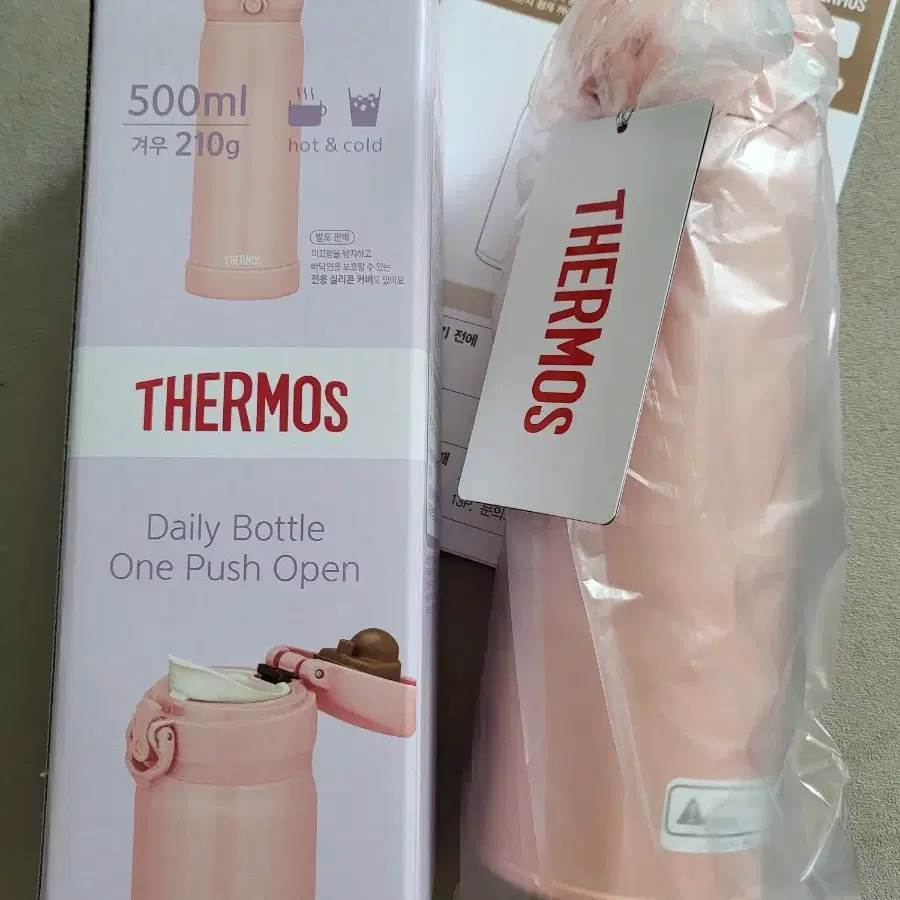 500ml
겨우 210g
hot & cold
THERMOS
별도 판매
미끄럼을 방지하고
바닥면을 보호할 수 있는
전용 실리콘 커버도 있어요
THERMOS
Daily Bottle
One Push Open
THERMOS
THERMOS
전에
13P.